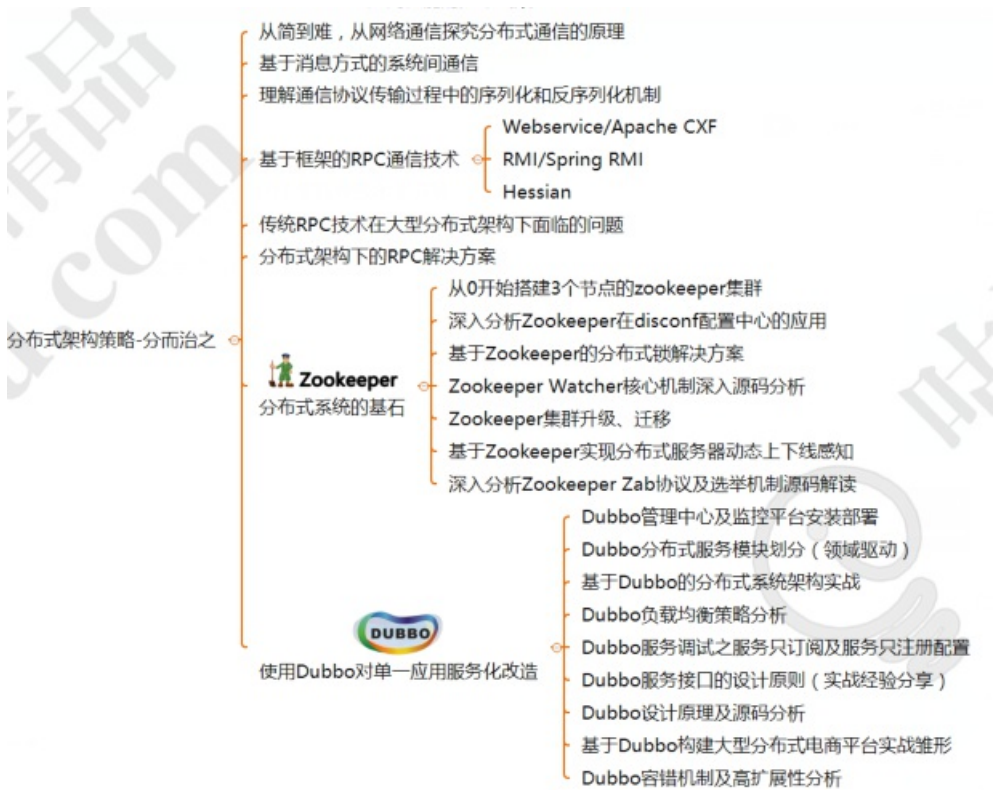 从简到难，从网络通信探究分布式通信的原理
基于消息方式的系统间通信
理解通信协议传输过程中的序列化和反序列化机制
基于框架的RPC通信技术
Webservice/Apache CXF
RMI/Spring RMI
Hessian
传统RPC技术在大型分布式架构下面临的问题
分布式架构下的RPC解决方案
分布式架构策略-分而治之
Zookeeper
分布式系统的基石
从0开始搭建3个节点的zookeeper集群
深入分析Zookeeper在disconf配置中心的应用
基于Zookeeper的分布式锁解决方案
Zookeeper Watcher核心机制深入源码分析
Zookeeper集群升级、迁移
基于Zookeeper实现分布式服务器动态上下线感知
深入分析Zookeeper Zab协议及选举机制源码解读
DUBBO
使用Dubbo对单一应用服务化改造
Dubbo管理中心及监控平台安装部署
Dubbo分布式服务模块划分（领域驱动）
基于Dubbo的分布式系统架构实战
Dubbo负载均衡策略分析
Dubbo服务调试之服务只订阅及服务只注册配置
Dubbo服务接口的设计原则（实战经验分享）
Dubbo设计原理及源码分析
基于Dubbo构建大型分布式电商平台实战雏形
Dubbo容错机制及高扩展性分析